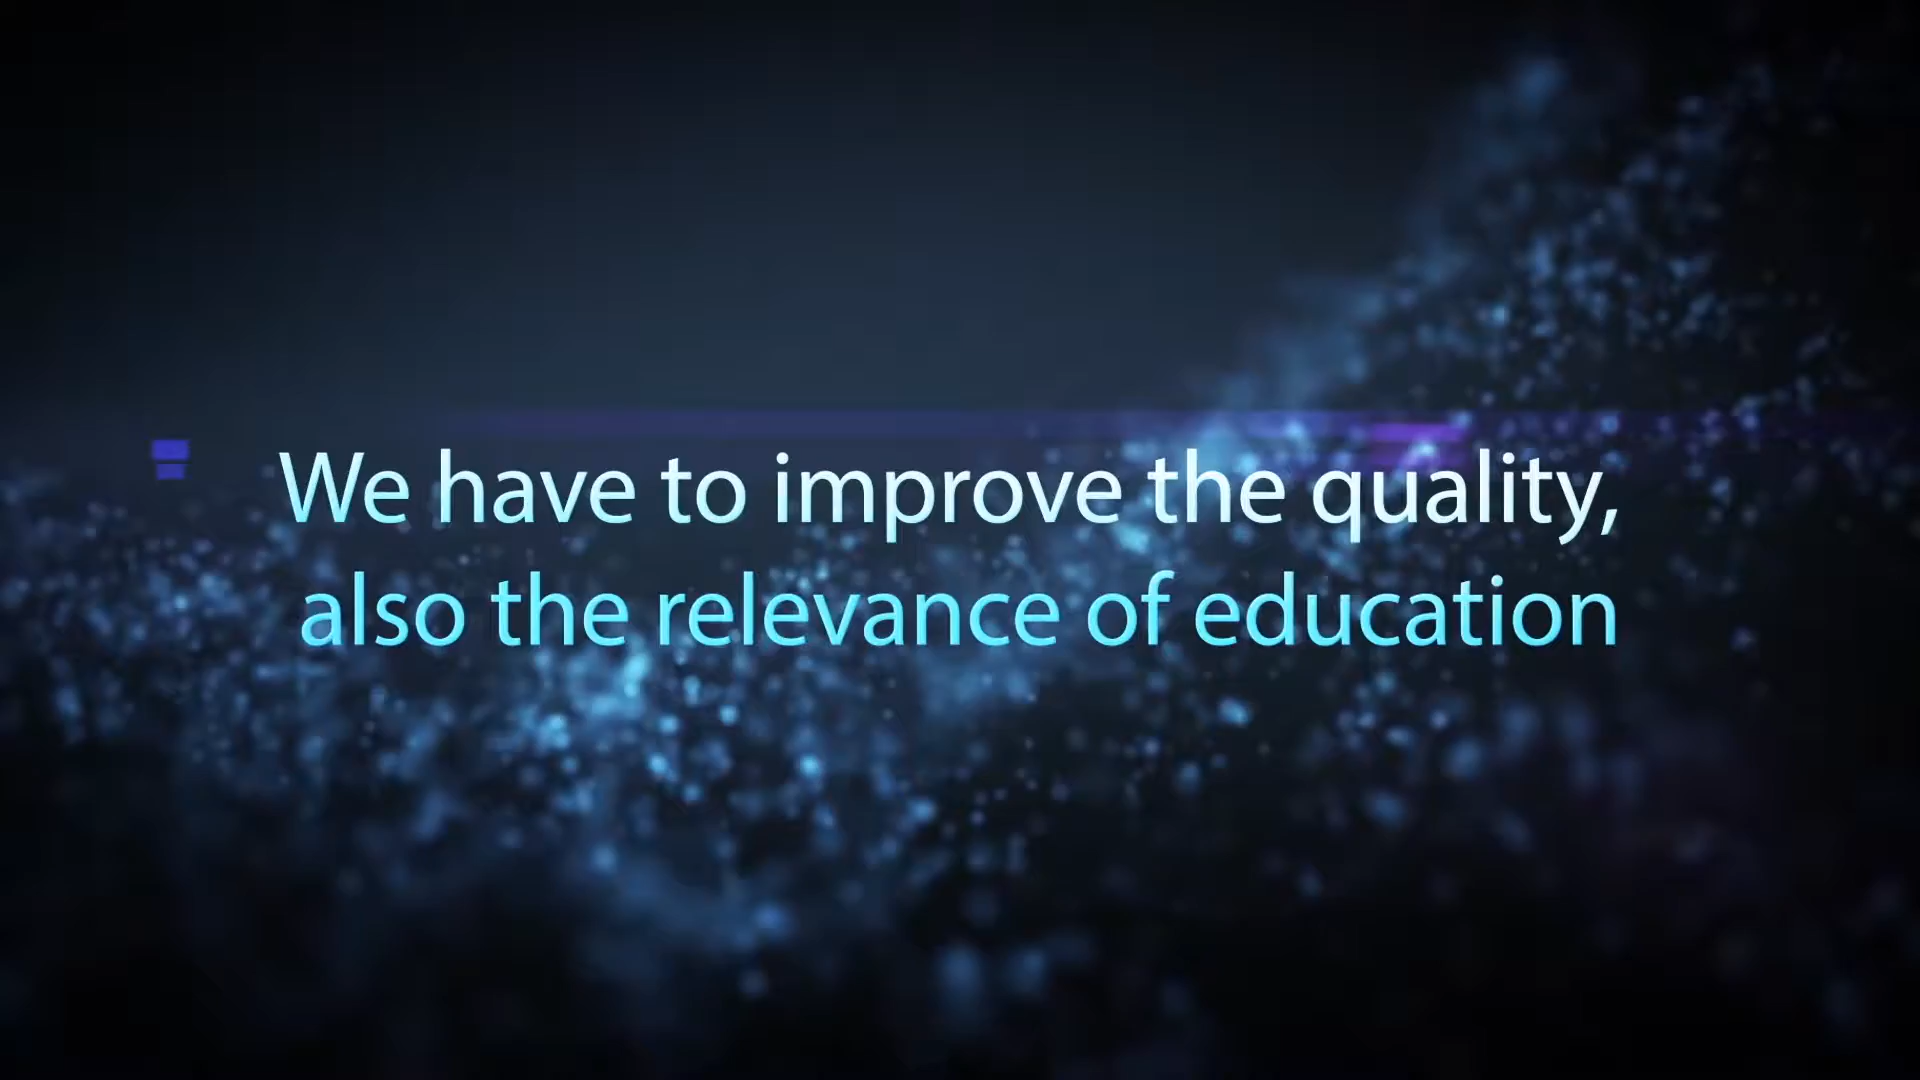 We have to improve the quality,
also the relevance of education